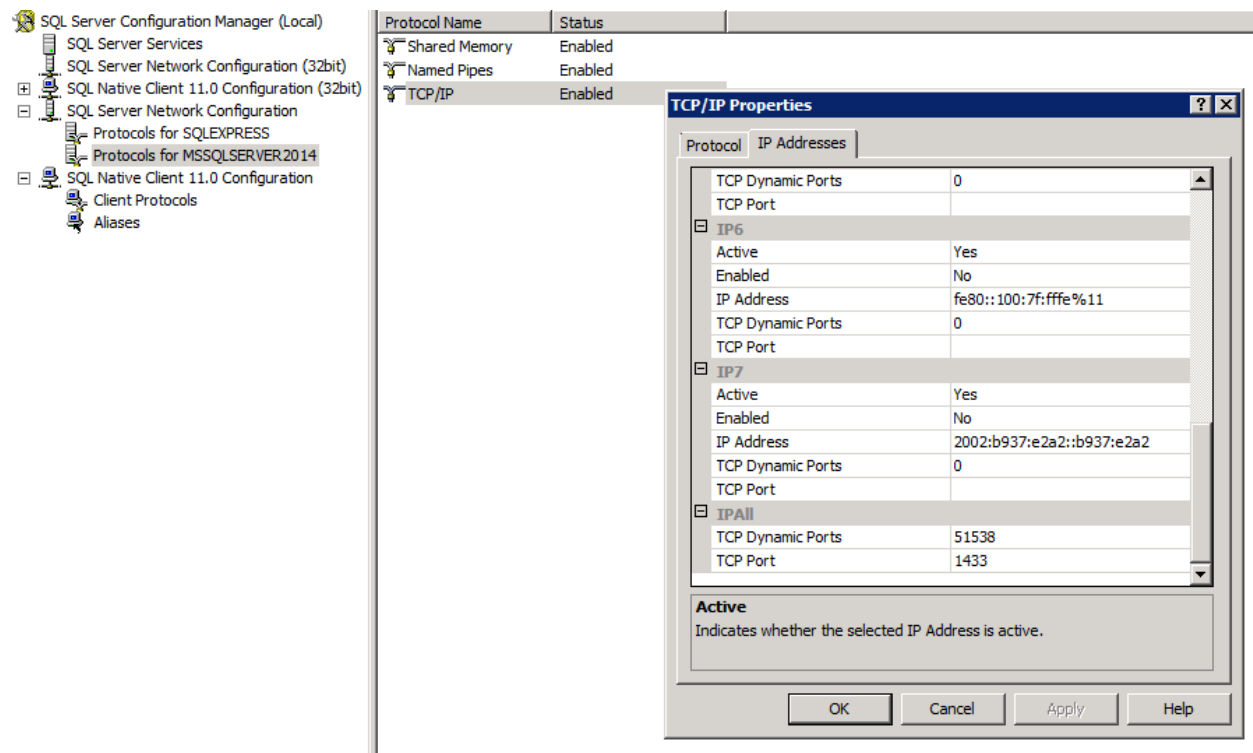 SQL Server Configuration Manager (Local)
SQL Server Services
SQL Server Network Configuration (32bit)
SQL Native Client 11.0 Configuration (32bit)
SQL Server Network Configuration
Protocols for SQLEXPRESS
Protocols for MSSQLSERVER2014
SQL Native Client 11.0 Configuration
Client Protocols
Aliases
Protocol Name Status
Shared Memory Enabled
Named Pipes Enabled
TCP/IP Enabled
TCP/IP Properties
Protocol IP Addresses
TCP Dynamic Ports 0
TCP Port
IP6
Active Yes
Enabled No
IP Address fe80::100:7f:fffe%11
TCP Dynamic Ports 0
TCP Port
IP7
Active Yes
Enabled No
IP Address 2002:b937:e2a2::b937:e2a2
TCP Dynamic Ports 0
TCP Port
IPAll
TCP Dynamic Ports 51538
TCP Port 1433
Active
Indicates whether the selected IP Address is active.
OK Cancel Apply Help